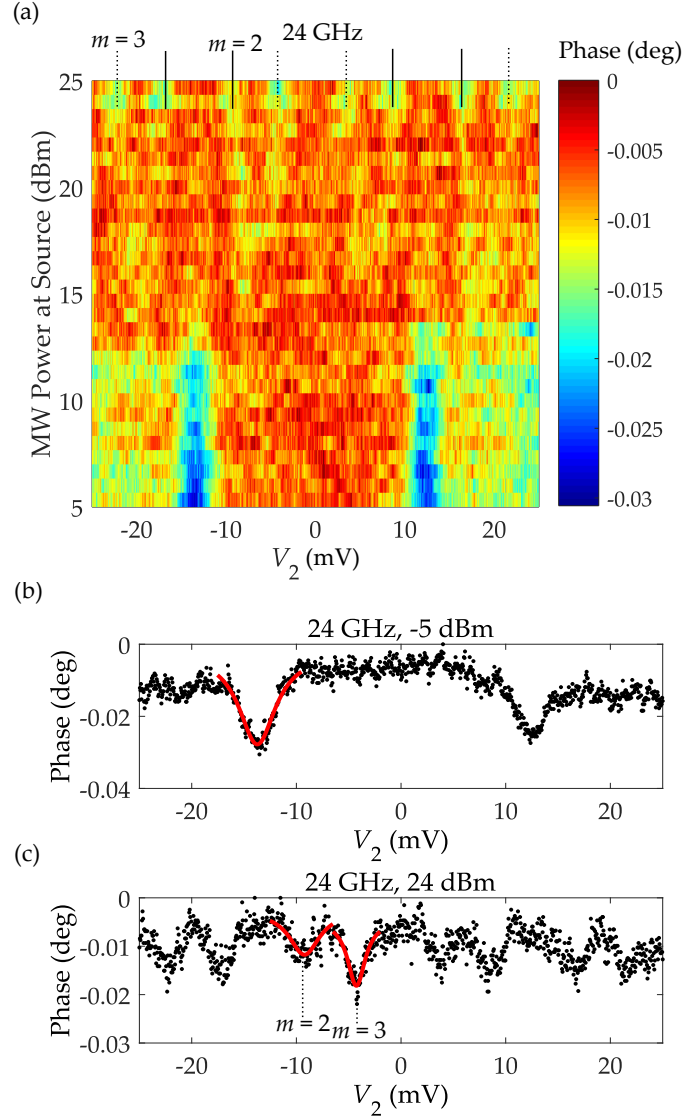 (a)
m = 3
m = 2
24 GHz
Phase (deg)
25
20
15
10
5
MW Power at Source (dBm)
-20
-10
0
10
20
V2 (mV)
0
-0.005
-0.01
-0.015
-0.02
-0.025
-0.03
(b)
24 GHz, -5 dBm
0
-0.02
-0.04
Phase (deg)
-20
-10
0
10
20
V2 (mV)
(c)
24 GHz, 24 dBm
0
-0.01
-0.02
-0.03
Phase (deg)
m = 2
m = 3
-20
-10
0
10
20
V2 (mV)